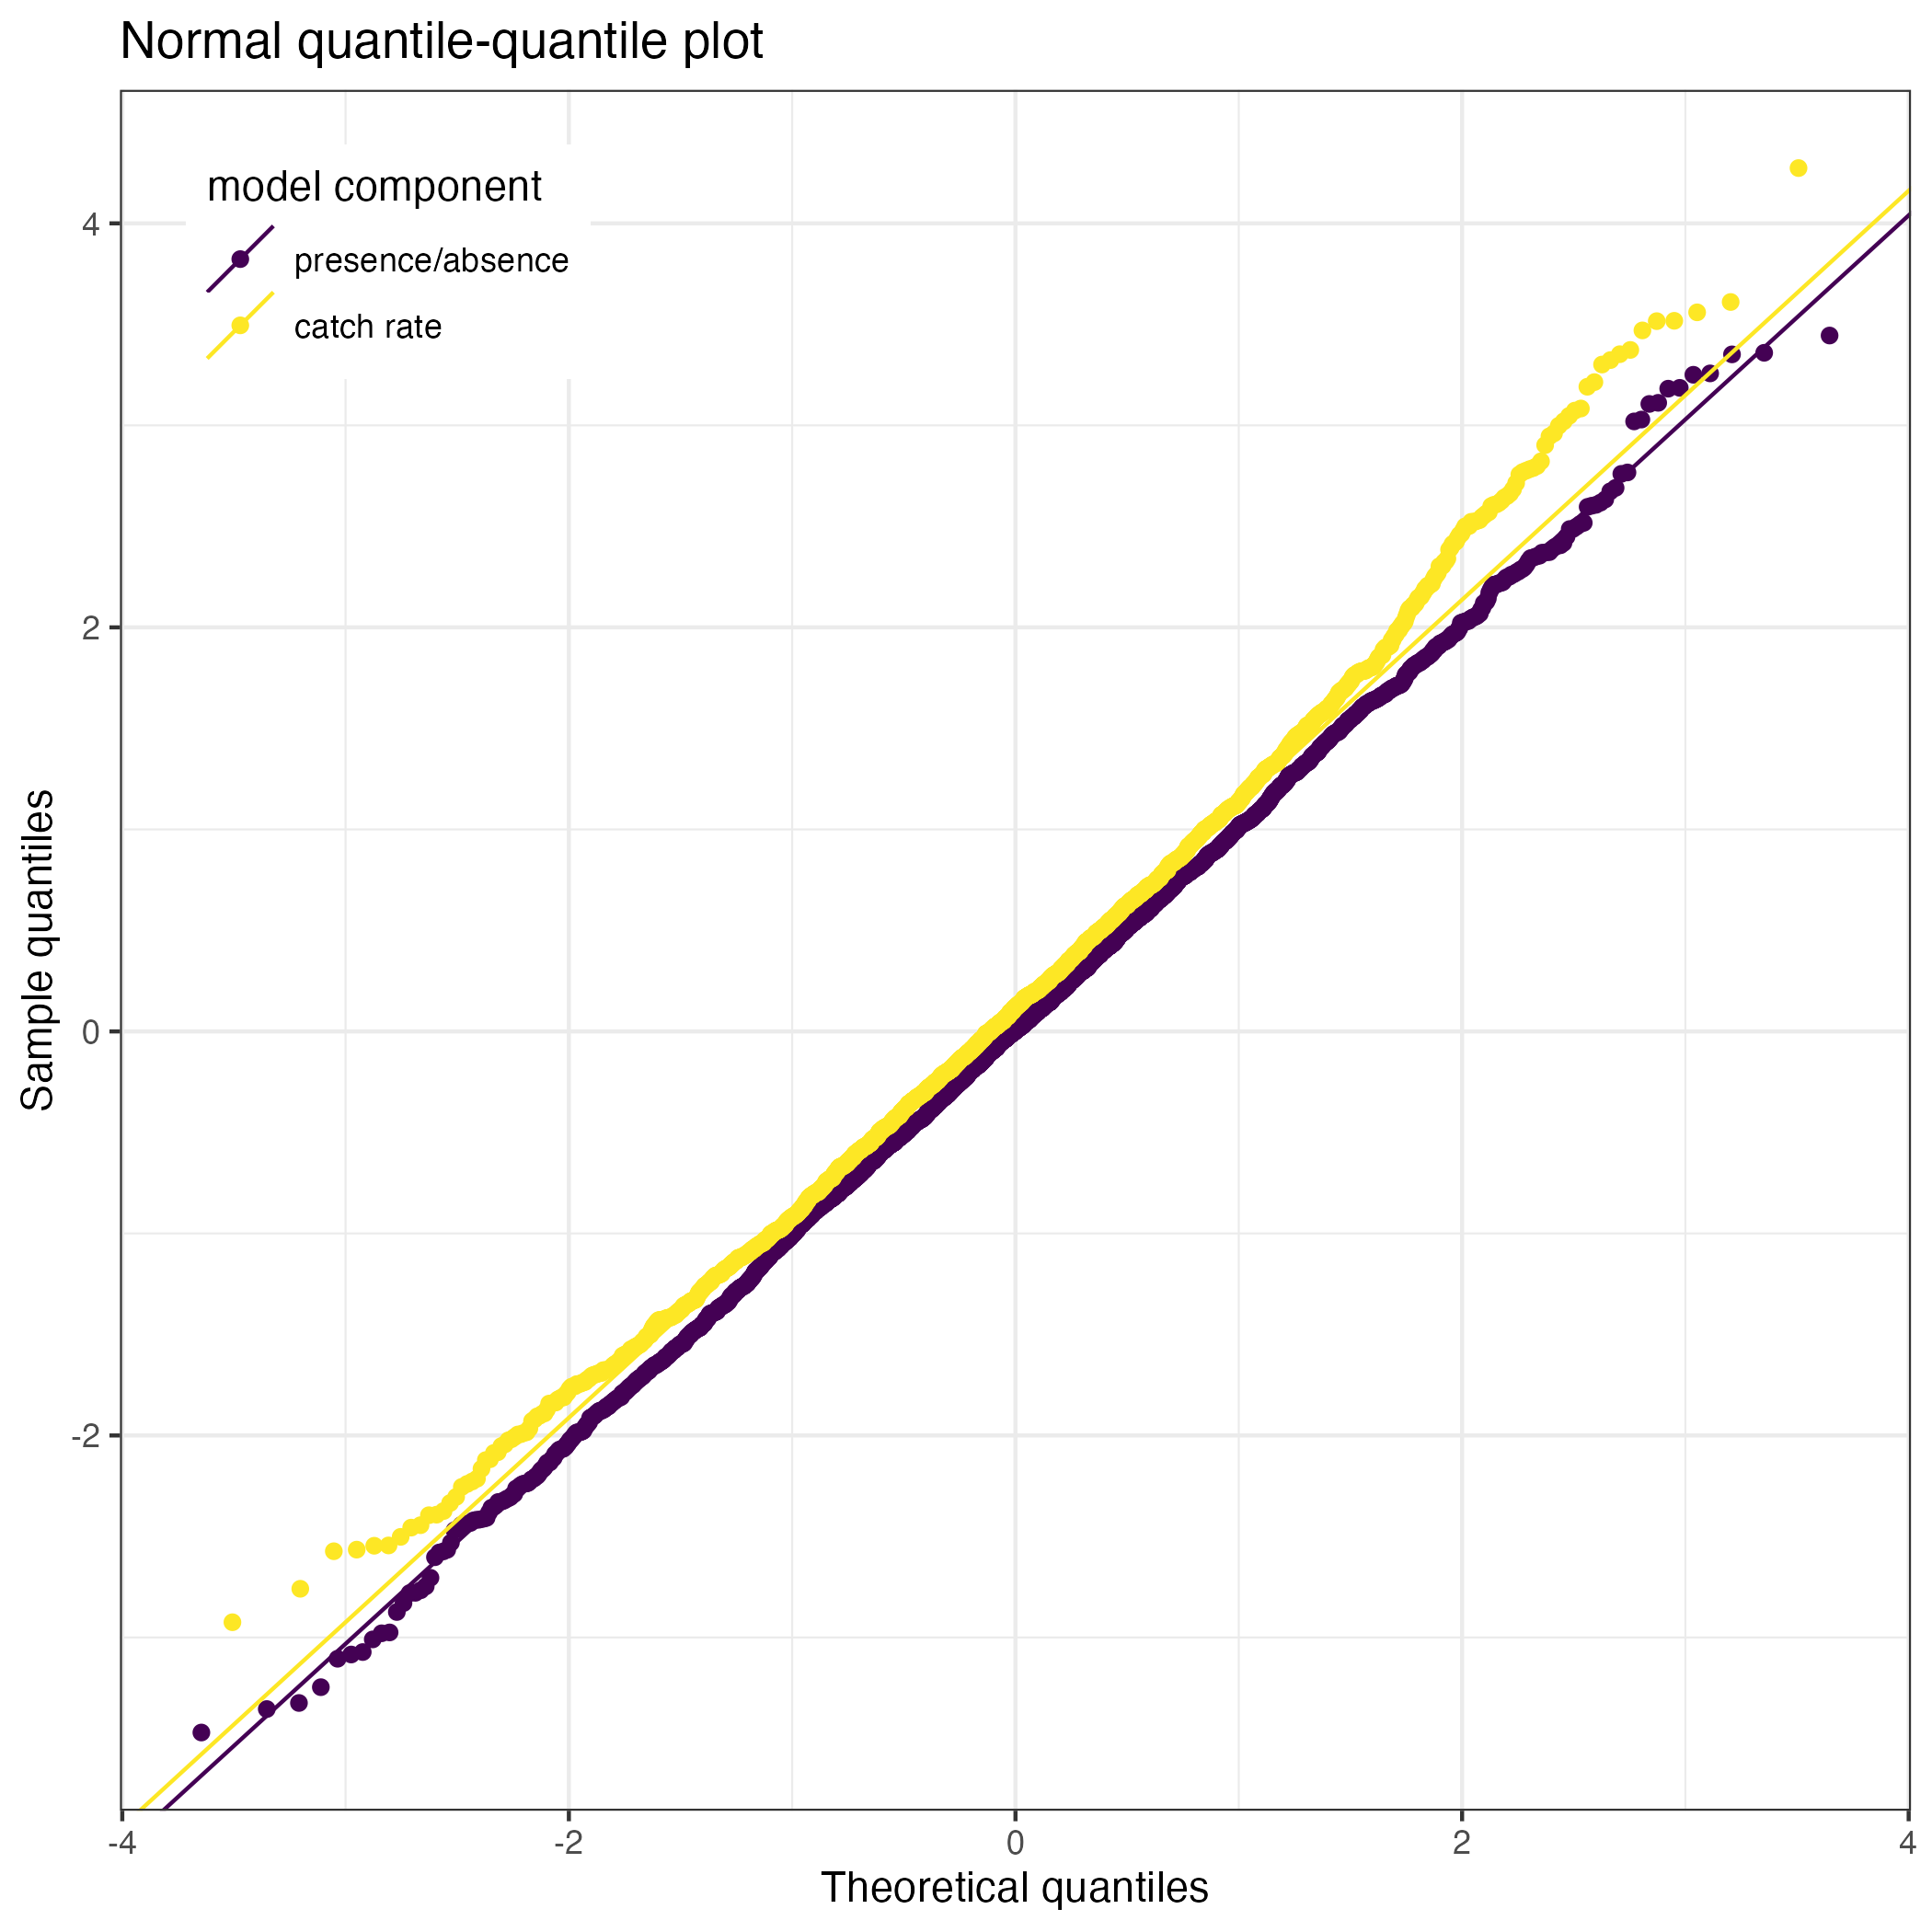 Normal quantile-quantile plot
model component
presence/absence
catch rate
4
2
0
-2
Sample quantiles
-4
-2
0
2
4
Theoretical quantiles